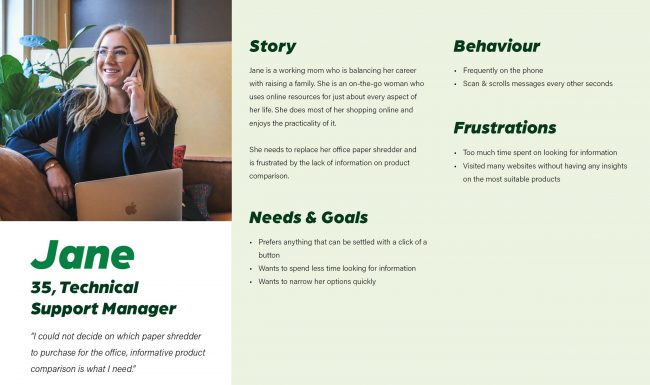 Jane
35, Technical
Support Manager
"I could not decide on which paper shredder
to purchase for the office, informative product
comparison is what I need."
Story
Jane is a working mom who is balancing her career
with raising a family. She is an on-the-go woman who
uses online resources for just about every aspect of
her life. She does most of her shopping online and
enjoys the practicality of it.
She needs to replace her office paper shredder and
is frustrated by the lack of information on product
comparison.
Needs & Goals
• Prefers anything that can be settled with a click of a
button
• Wants to spend less time looking for information
• Wants to narrow her options quickly
Behaviour
• Frequently on the phone
• Scan & scrolls messages every other seconds
Frustrations
• Too much time spent on looking for information
• Visited many websites without having any insights
on the most suitable products